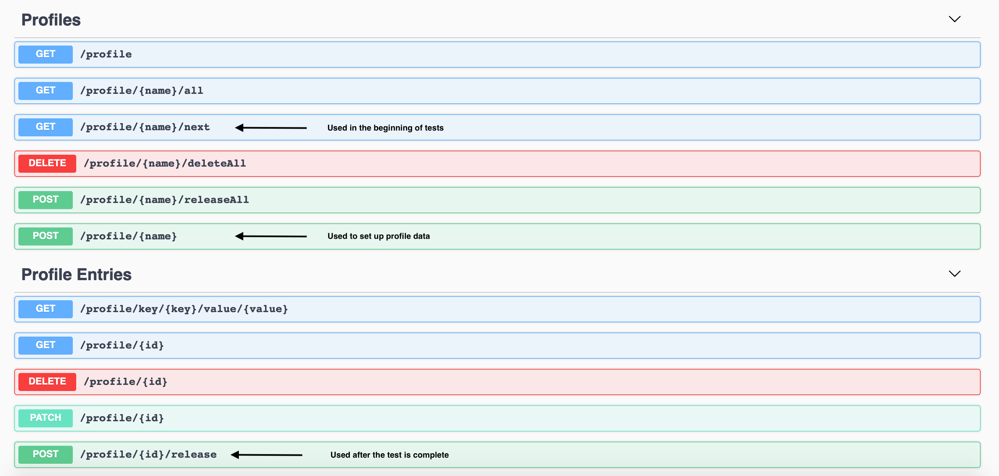 Profiles
GET /profile
GET /profile/{name}/all
GET /profile/{name}/next Used in the beginning of tests
DELETE /profile/{name}/deleteAll
POST /profile/{name}/releaseAll
POST /profile/{name} Used to set up profile data
Profile Entries
GET /profile/key/{key}/value/{value}
GET /profile/{id}
DELETE /profile/{id}
PATCH /profile/{id}
POST /profile/{id}/release Used after the test is complete